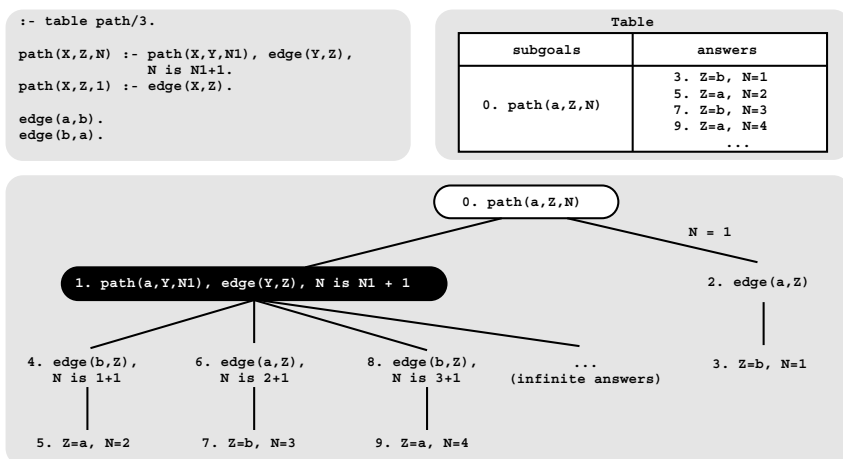 :- table path/3.
path(X,Z,N) :- path(X,Y,N1), edge(Y,Z),
N is N1+1.
path(X,Z,1) :- edge(X,Z).
edge(a,b).
edge(b,a).
Table
subgoals
answers
0. path(a,Z,N)
3. Z=b, N=1
5. Z=a, N=2
7. Z=b, N=3
9. Z=a, N=4
...
0. path(a,Z,N)
N = 1
1. path(a,Y,N1), edge(Y,Z), N is N1 + 1
2. edge(a,Z)
4. edge(b,Z),
N is 1+1
6. edge(a,Z),
N is 2+1
8. edge(b,Z),
N is 3+1
...
(infinite answers)
3. Z=b, N=1
5. Z=a, N=2
7. Z=b, N=3
9. Z=a, N=4